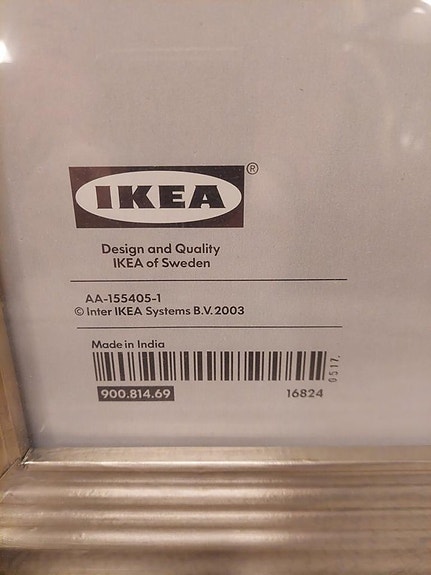 IKEA®
Design and Quality
IKEA of Sweden
AA-155405-1
© Inter IKEA Systems B.V. 2003
Made in India
0517.
900.814.69
16824